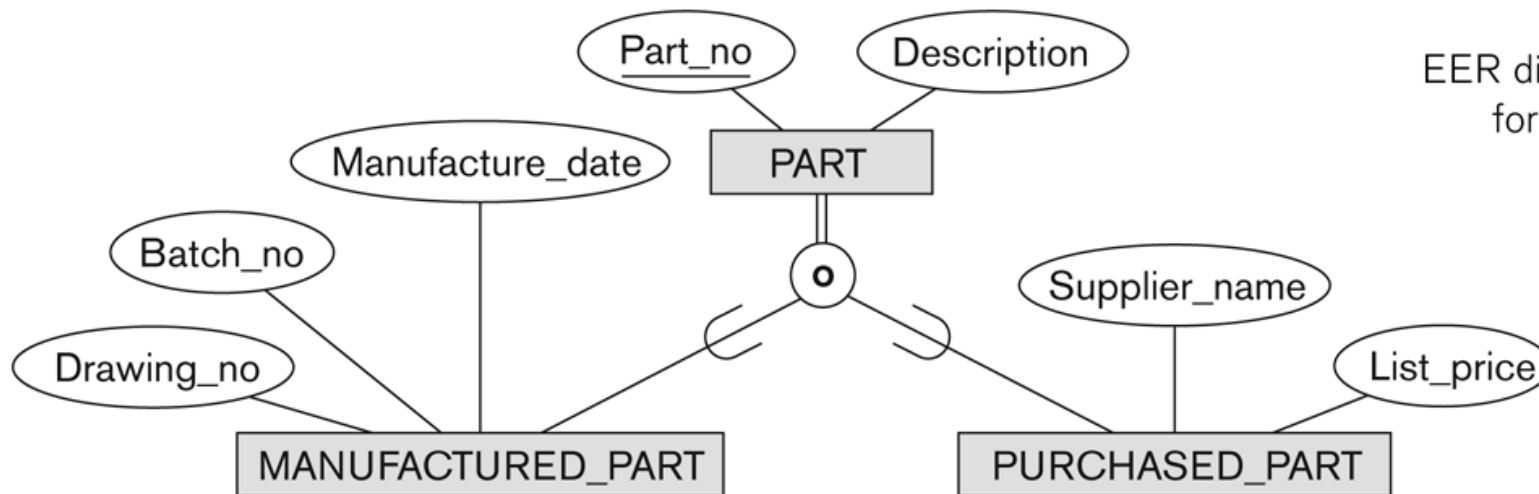 Part_no
Description
EER di
for
Manufacture_date
PART
Batch_no
o
Supplier_name
Drawing_no
List_price
MANUFACTURED_PART
PURCHASED_PART